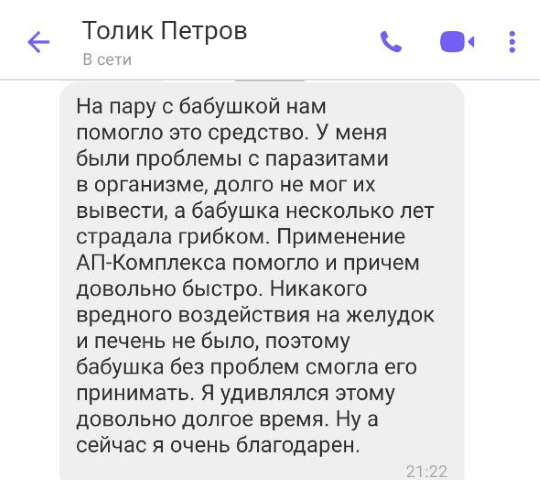 Толик Петров
В сети
На пару с бабушкой нам
помогло это средство. У меня
были проблемы с паразитами
в организме, долго не мог их
вывести, а бабушка несколько лет
страдала грибком. Применение
АП-Комплекса помогло и причем
довольно быстро. Никакого
вредного воздействия на желудок
и печень не было, поэтому
бабушка без проблем смогла его
принимать. Я удивлялся этому
довольно долгое время. Ну а
сейчас я очень благодарен.
21:22